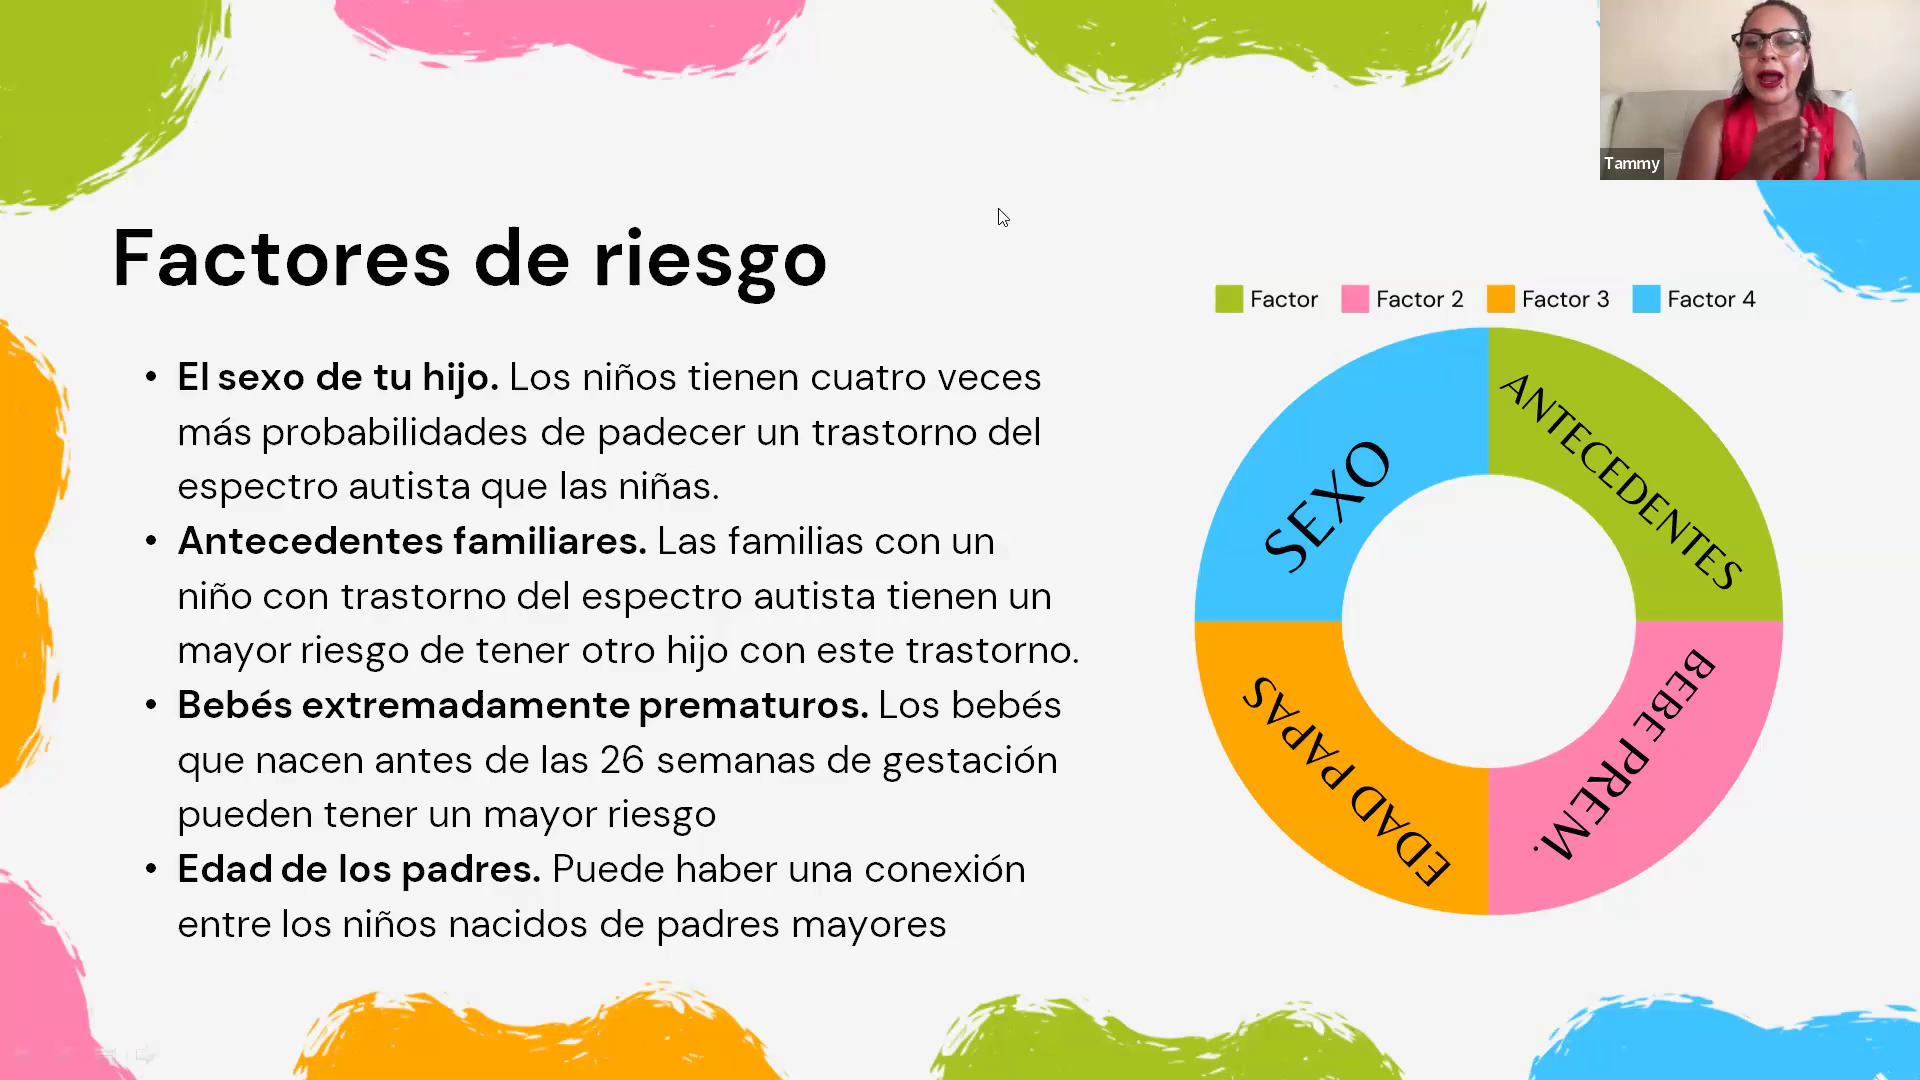 Tammy
Factores de riesgo
• El sexo de tu hijo. Los niños tienen cuatro veces
más probabilidades de padecer un trastorno del
espectro autista que las niñas.
• Antecedentes familiares. Las familias con un
niño con trastorno del espectro autista tienen un
mayor riesgo de tener otro hijo con este trastorno.
• Bebés extremadamente prematuros. Los bebés
que nacen antes de las 26 semanas de gestación
pueden tener un mayor riesgo
• Edad de los padres. Puede haber una conexión
entre los niños nacidos de padres mayores
Factor Factor 2 Factor 3 Factor 4
SEXO
ANTECEDENTES
EDAD PAPAS
BEBE PREM.